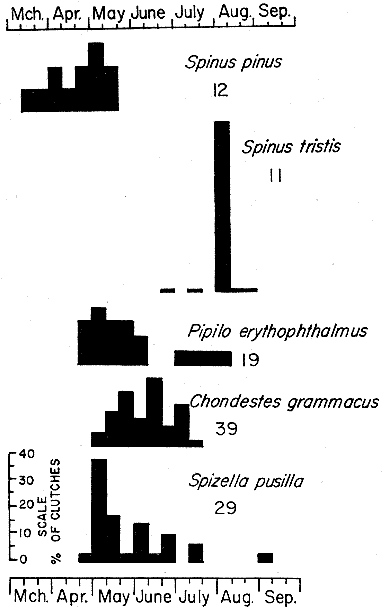 Mch. Apr. May June July Aug. Sep.
Spinus pinus
12
Spinus tristis
11
Pipilo erythophthalmus
19
Chondestes grammacus
39
Spizella pusilla
29
40
30
20
10
0
SCALE
% OF CLUTCHES
Mch. Apr. May June July Aug. Sep.